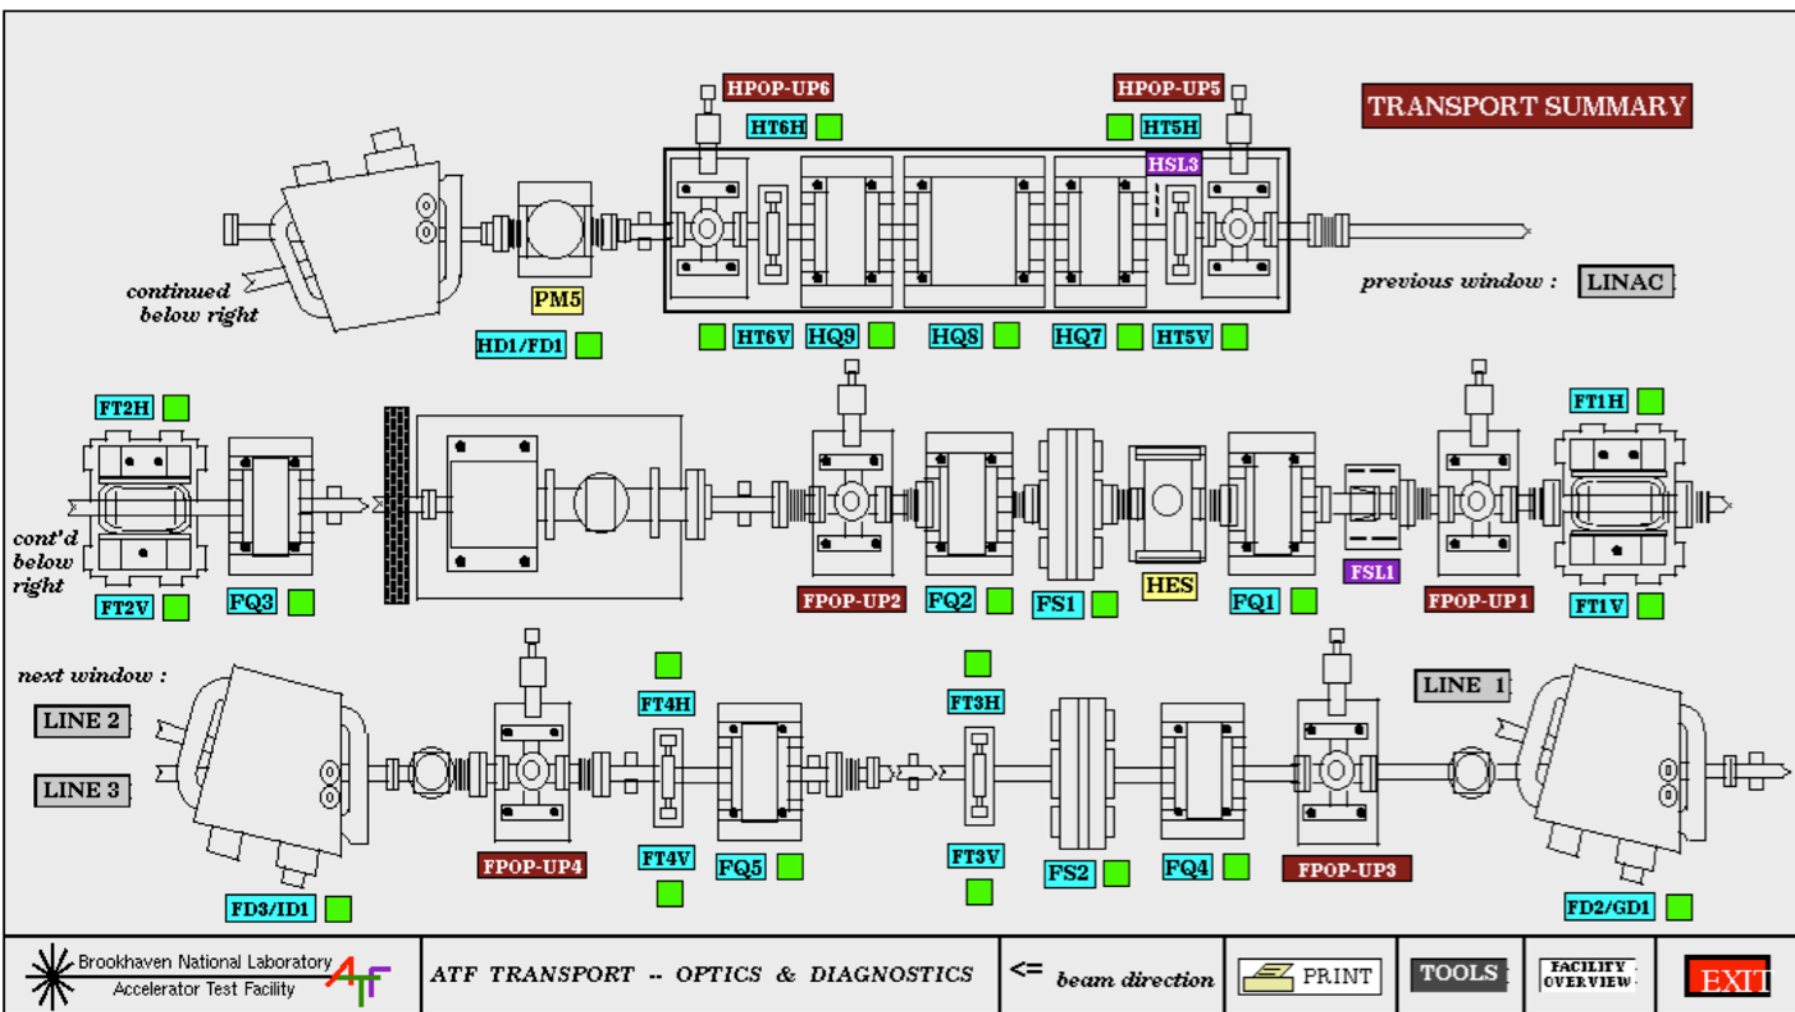 HPOP-UP6
HPOP-UP5
TRANSPORT SUMMARY
HT6H
HT5H
HSL3
continued
below right
PM5
previous window :
LINAC
HD1/FD1
HT6V
HQ9
HQ8
HQ7
HT5V
FT2H
FT1H
cont'd
below
right
FT2V
FQ3
FPOP-UP2
FQ2
FS1
HES
FQ1
FSL1
FPOP-UP1
FT1V
next window :
LINE 2
LINE 3
FT4H
FT3H
LINE 1
FPOP-UP4
FT4V
FQ5
FT3V
FS2
FQ4
FPOP-UP3
FD3/ID1
FD2/GD1
Brookhaven National Laboratory
Accelerator Test Facility
ATF
ATF TRANSPORT -- OPTICS & DIAGNOSTICS
<= beam direction
PRINT
TOOLS
FACILITY
OVERVIEW
EXIT